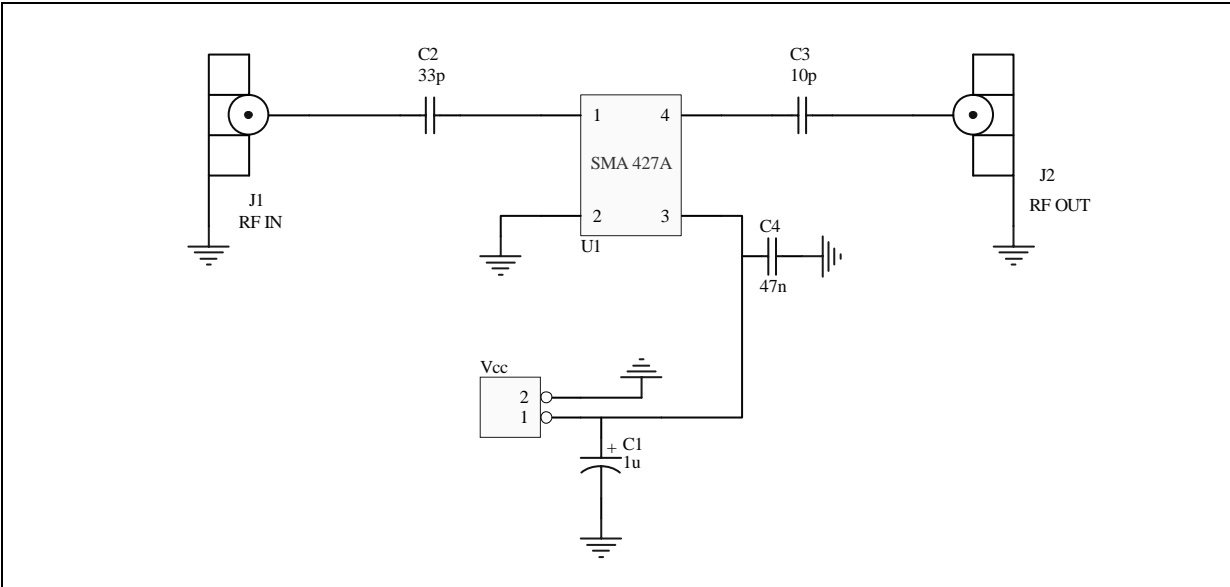 C2
33p
C3
10p
1
4
SMA 427A
2
3
U1
J1
RF IN
J2
RF OUT
C4
47n
Vcc
2
1
+
C1
1u